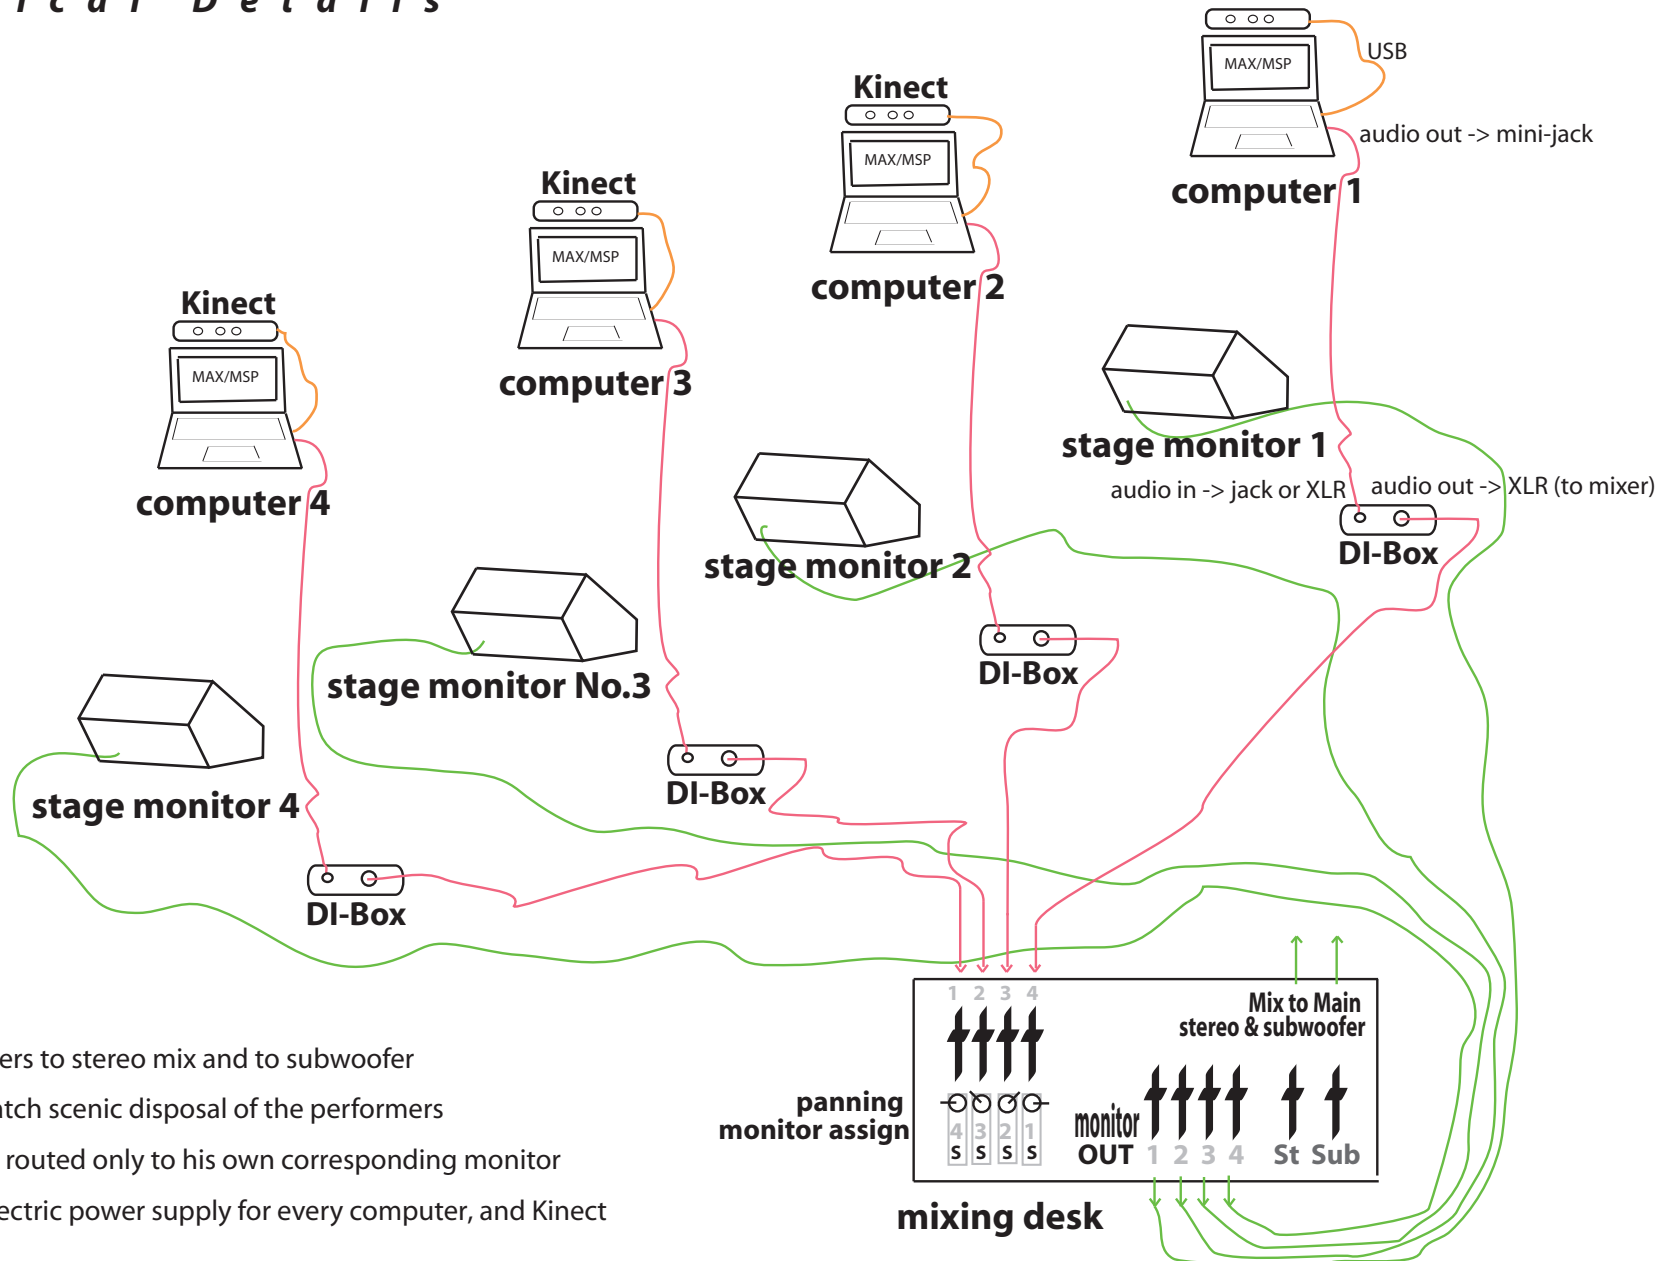 ical Details
MAX/MSP
USB
audio out -> mini-jack
computer 1
Kinect
MAX/MSP
computer 2
Kinect
MAX/MSP
computer 3
Kinect
MAX/MSP
computer 4
stage monitor 1
audio in -> jack or XLR
audio out -> XLR (to mixer)
DI-Box
stage monitor 2
DI-Box
stage monitor No.3
DI-Box
stage monitor 4
DI-Box
1 2 3 4
Mix to Main
stereo & subwoofer
panning
monitor assign
4 3 2 1
S S S S
monitor
OUT 1 2 3 4 St Sub
mixing desk
ers to stereo mix and to subwoofer
atch scenic disposal of the performers
routed only to his own corresponding monitor
ectric power supply for every computer, and Kinect